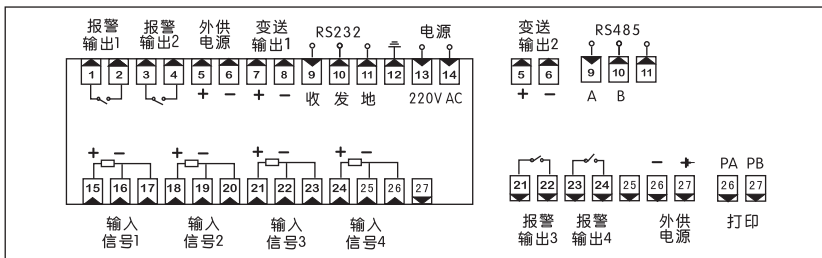 报警 报警 外供 变送 RS232 电源 变送 RS485
输出1 输出2 电源 输出1 输出2
1 2 3 4 5 6 7 8 9 10 11 12 13 14 5 6 9 10 11
+ − + − 收 发 地 220V AC + − A B
+ − + − + − + − − + PA PB
15 16 17 18 19 20 21 22 23 24 25 26 27 21 22 23 24 25 26 27 26 27
输入 输入 输入 输入 报警 报警 外供 打印
信号1 信号2 信号3 信号4 输出3 输出4 电源